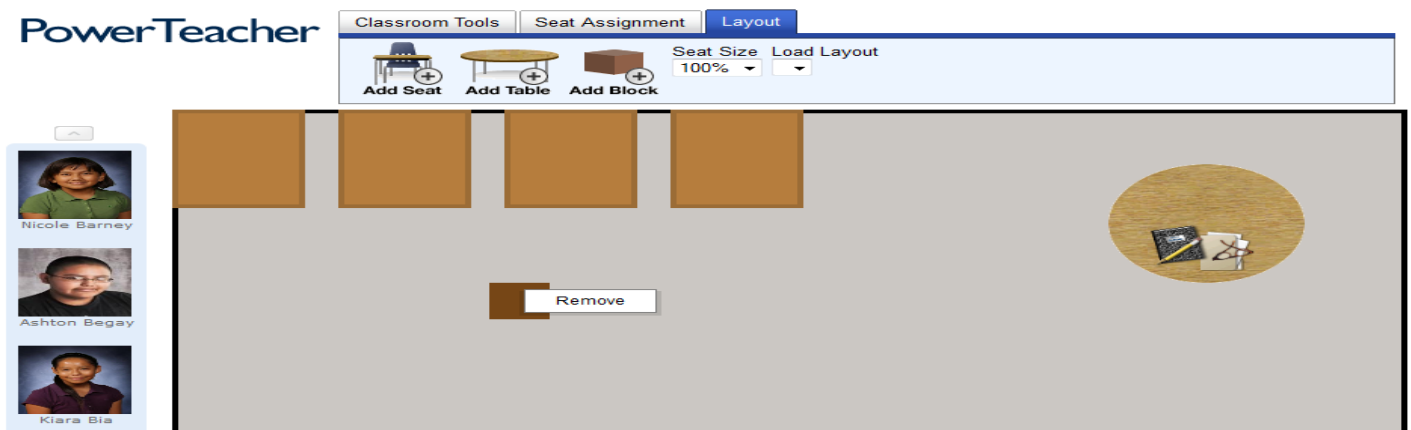 PowerTeacher
Classroom Tools
Seat Assignment
Layout
Add Seat
Add Table
Add Block
Seat Size
100%
Load Layout
Nicole Barney
Ashton Begay
Kiara Bia
Remove